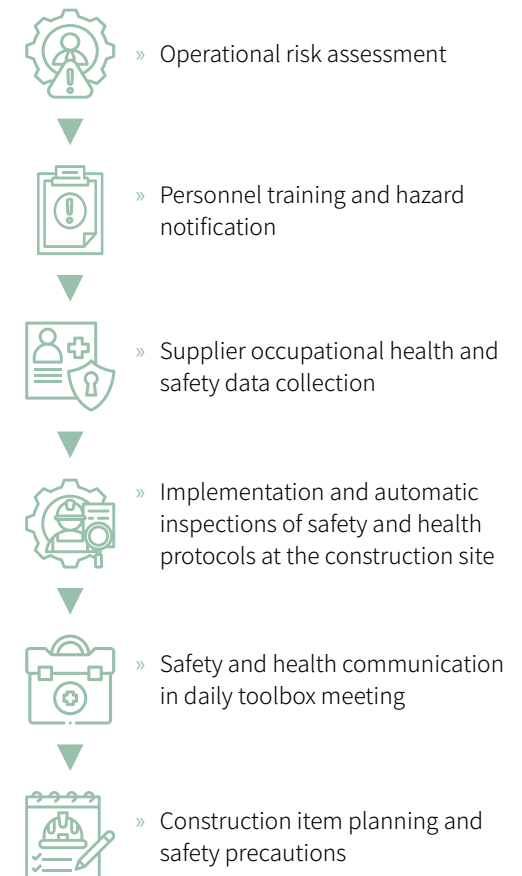 » Operational risk assessment
» Personnel training and hazard
notification
» Supplier occupational health and
safety data collection
» Implementation and automatic
inspections of safety and health
protocols at the construction site
» Safety and health communication
in daily toolbox meeting
» Construction item planning and
safety precautions